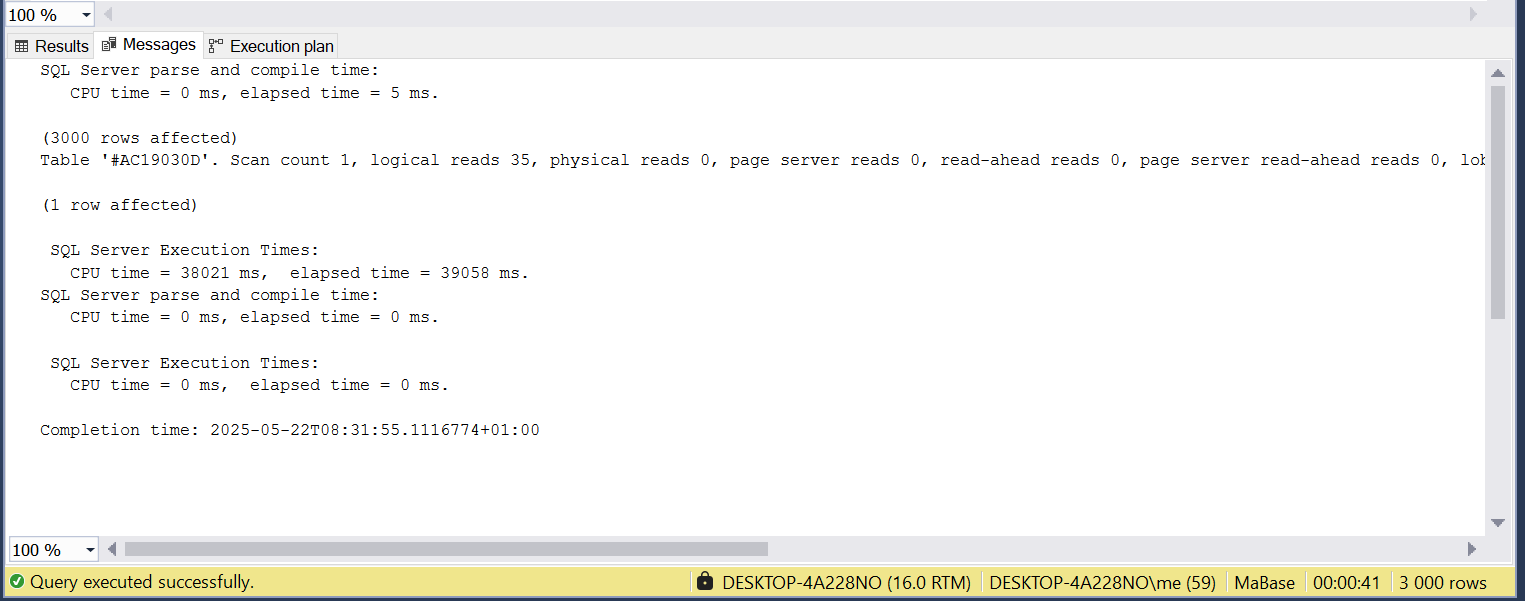 100 %
Results Messages Execution plan
SQL Server parse and compile time:
CPU time = 0 ms, elapsed time = 5 ms.
(3000 rows affected)
Table '#AC19030D'. Scan count 1, logical reads 35, physical reads 0, page server reads 0, read-ahead reads 0, page server read-ahead reads 0, lob
(1 row affected)
SQL Server Execution Times:
CPU time = 38021 ms,  elapsed time = 39058 ms.
SQL Server parse and compile time:
CPU time = 0 ms, elapsed time = 0 ms.
SQL Server Execution Times:
CPU time = 0 ms,  elapsed time = 0 ms.
Completion time: 2025-05-22T08:31:55.1116774+01:00
100 %
Query executed successfully. DESKTOP-4A228NO (16.0 RTM) DESKTOP-4A228NO\me (59) MaBase 00:00:41 3 000 rows